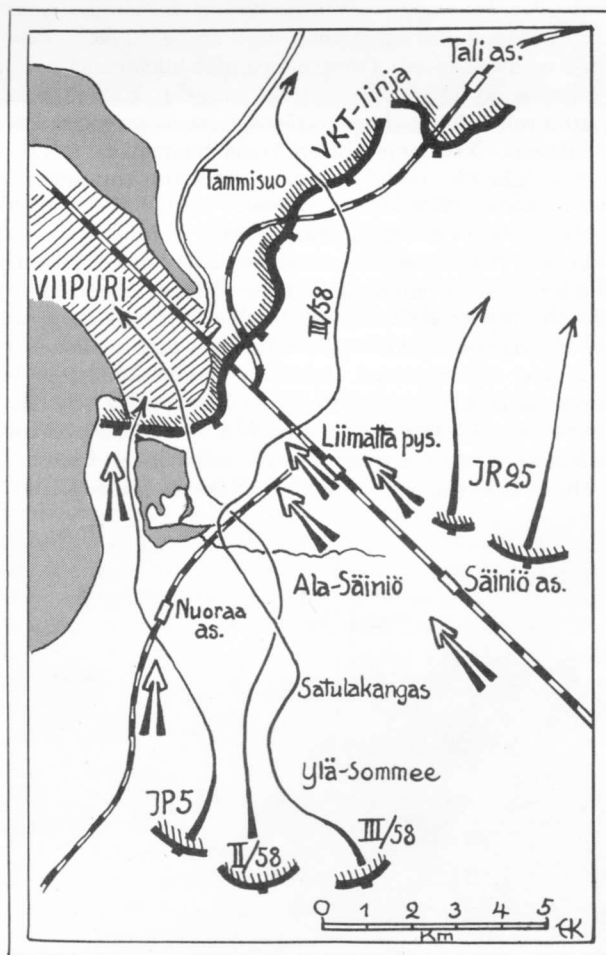 Tali as.
VKT-linja
Tammisuo
VIIPURI
III/58
Liimatta pys.
JR25
Ala-Säiniö
Säiniö as.
Nuoraa
as.
Satulakangas
Ylä-Sommee
JP5
II/58
III/58
0 1 2 3 4 5
Km
EK